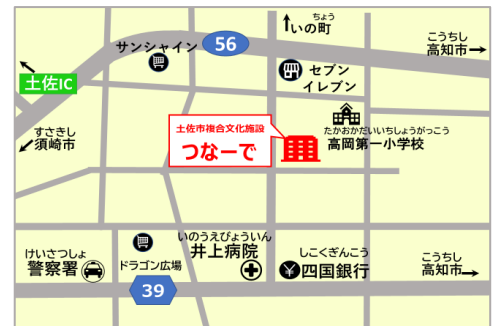 ちょう
いの町
サンシャイン
56
こうちし
高知市
土佐IC
セブン
イレブン
土佐市複合文化施設
つなーで
たかおかだいいちしょうがっこう
高岡第一小学校
すさきし
須崎市
いのうえびょういん
井上病院
けいさつしょ
警察署
ドラゴン広場
しこくぎんこう
四国銀行
こうちし
高知市
39